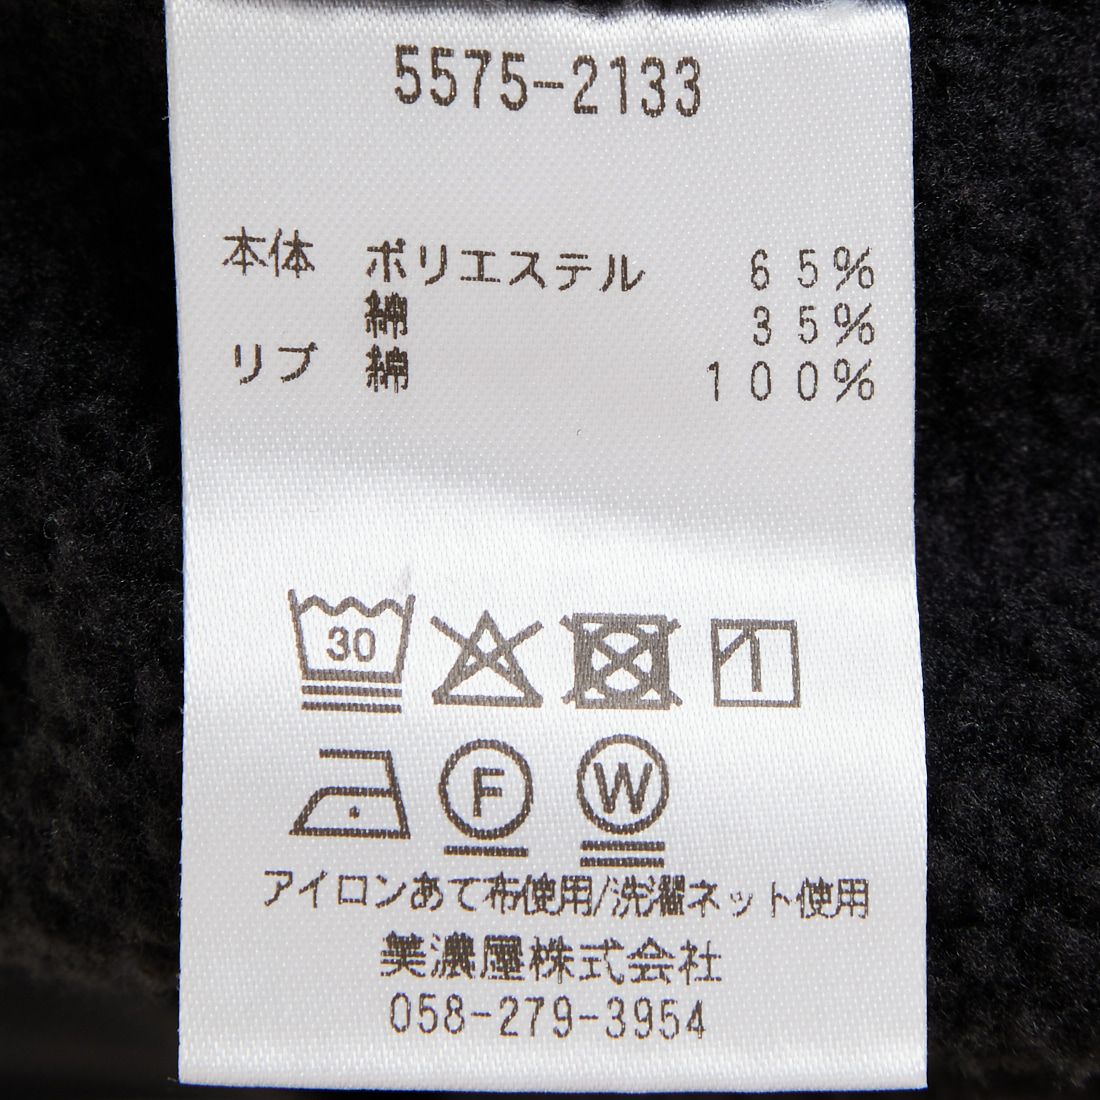 5575-2133
本体 ポリエステル 65%
綿 35%
リブ 綿 100%
30
F W
アイロンあて布使用/洗濯ネット使用
美濃屋株式会社
058-279-3954